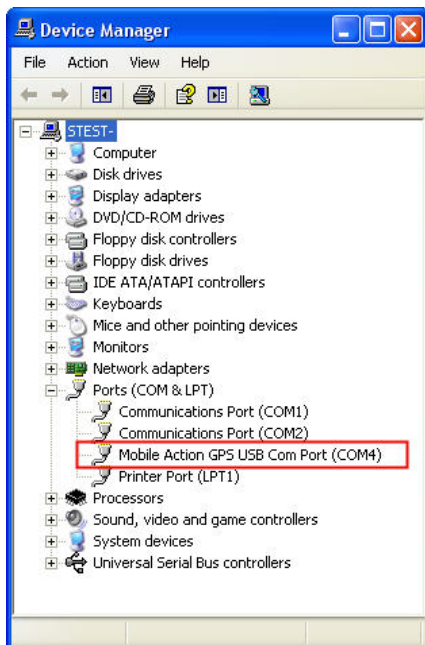 Device Manager
File Action View Help
STEST-
Computer
Disk drives
Display adapters
DVD/CD-ROM drives
Floppy disk controllers
Floppy disk drives
IDE ATA/ATAPI controllers
Keyboards
Mice and other pointing devices
Monitors
Network adapters
Ports (COM & LPT)
Communications Port (COM1)
Communications Port (COM2)
Mobile Action GPS USB Com Port (COM4)
Printer Port (LPT1)
Processors
Sound, video and game controllers
System devices
Universal Serial Bus controllers